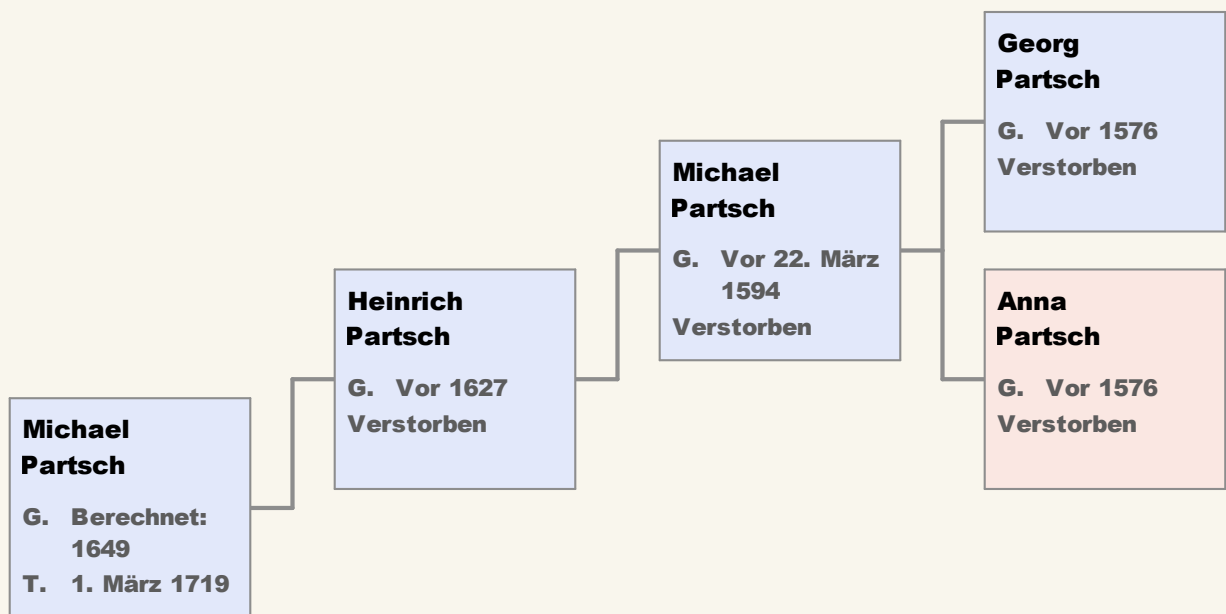 Georg
Partsch
G. Vor 1576
Verstorben
Michael
Partsch
G. Vor 22. März
1594
Verstorben
Heinrich
Partsch
G. Vor 1627
Verstorben
Anna
Partsch
G. Vor 1576
Verstorben
Michael
Partsch
G. Berechnet:
1649
T. 1. März 1719